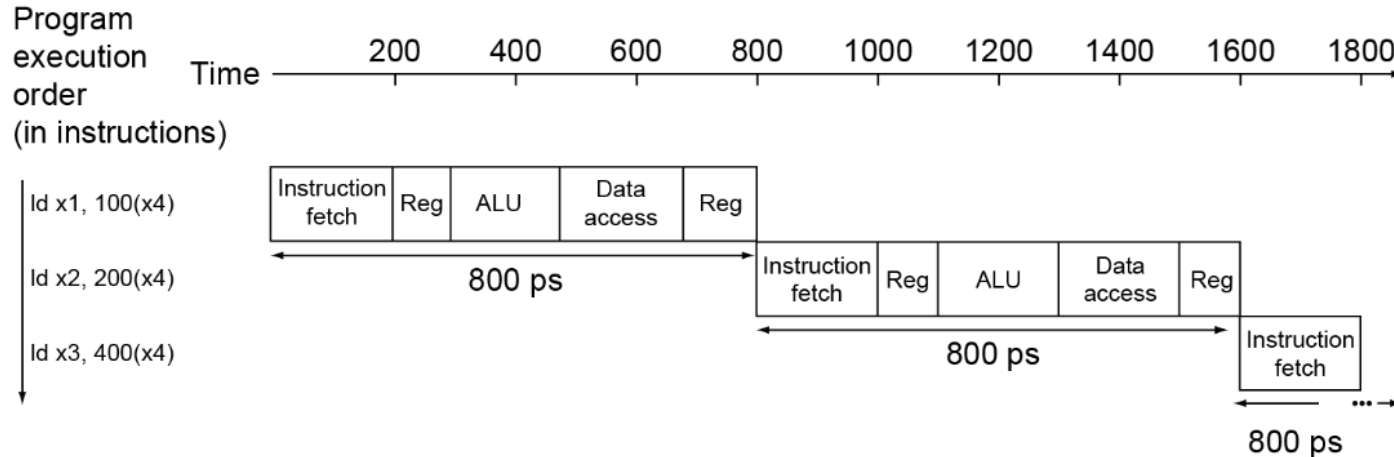 Program
execution
order
(in instructions)
Time
200 400 600 800 1000 1200 1400 1600 1800
ld x1, 100(x4)
Instruction
fetch
Reg
ALU
Data
access
Reg
800 ps
ld x2, 200(x4)
Instruction
fetch
Reg
ALU
Data
access
Reg
800 ps
ld x3, 400(x4)
Instruction
fetch
...
800 ps